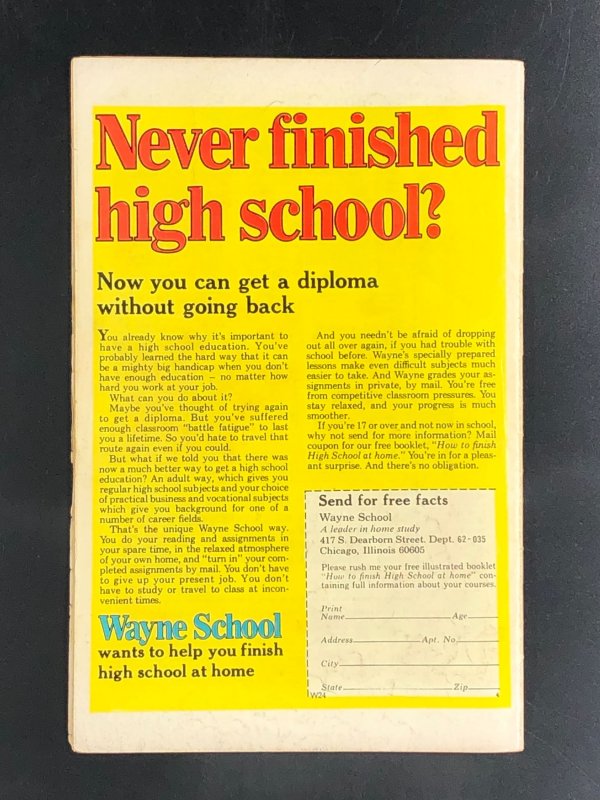 Never finished
high school?
Now you can get a diploma
without going back
You already know why it's important to
have a high school education. You've
probably learned the hard way that it can
be a mighty big handicap when you don't
have enough education – no matter how
hard you work at your job.
What can you do about it?
Maybe you've thought of trying again
to get a diploma. But you've suffered
enough classroom "battle fatigue" to last
you a lifetime. So you'd hate to travel that
route again even if you could.
But what if we told you that there was
now a much better way to get a high school
education? An adult way, which gives you
regular high school subjects and your choice
of practical business and vocational subjects
which give you background for one of a
number of career fields.
That's the unique Wayne School way.
You do your reading and assignments in
your spare time, in the relaxed atmosphere
of your own home, and "turn in" your com-
pleted assignments by mail. You don't have
to give up your present job. You don't
have to study or travel to class at incon-
venient times.
Wayne School
wants to help you finish
high school at home
And you needn't be afraid of dropping
out all over again, if you had trouble with
school before. Wayne's specially prepared
lessons make even difficult subjects much
easier to take. And Wayne grades your as-
signments in private, by mail. You're free
from competitive classroom pressures. You
stay relaxed, and your progress is much
smoother.
If you're 17 or over and not now in school,
why not send for more information? Mail
coupon for our free booklet, "How to finish
High School at home." You're in for a pleas-
ant surprise. And there's no obligation.
Send for free facts
Wayne School
A leader in home study
417 S. Dearborn Street. Dept. 62-035
Chicago, Illinois 60605
Please rush me your free illustrated booklet
"How to finish High School at home" con-
taining full information about your courses.
Print
Name Age
Address Apt. No.
City
State Zip
W24